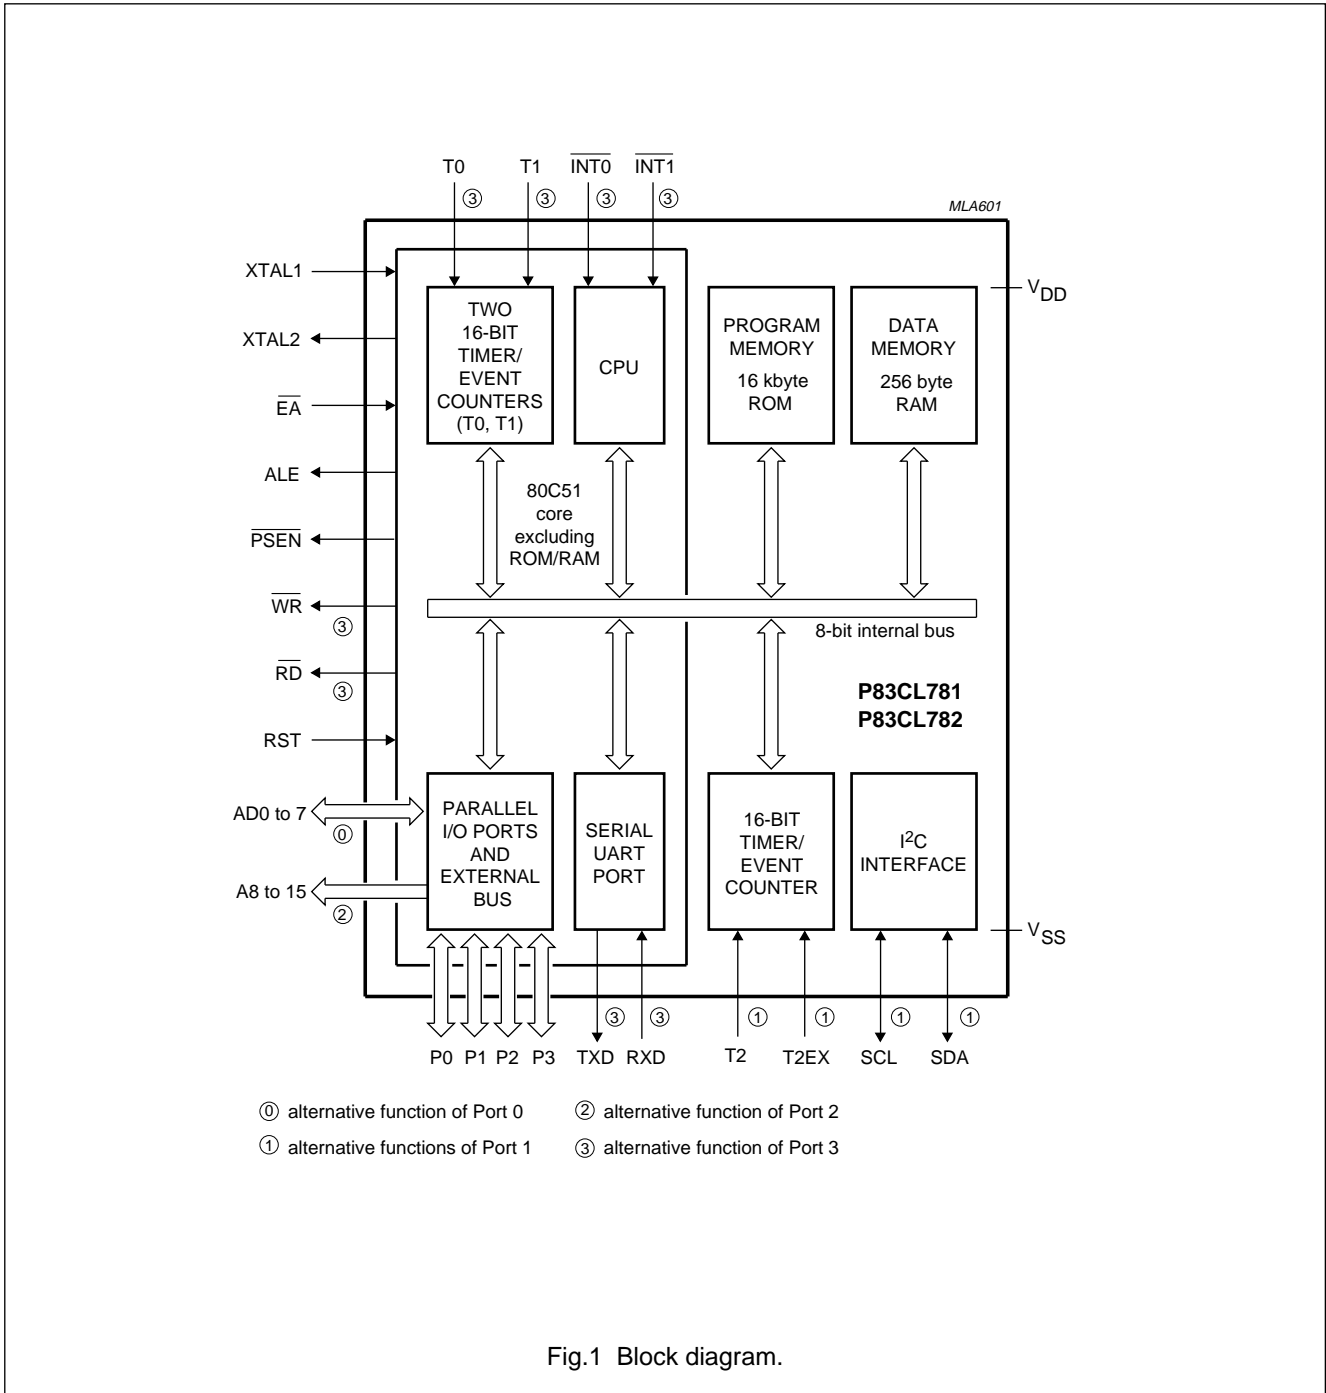 T0 T1 INT0 INT1
3 3 3 3
MLA601
XTAL1
XTAL2
EA
ALE
PSEN
WR
3
RD
3
RST
AD0 to 7
0
A8 to 15
2
TWO
16-BIT
TIMER/
EVENT
COUNTERS
(T0, T1)
CPU
PROGRAM
MEMORY
16 kbyte
ROM
DATA
MEMORY
256 byte
RAM
VDD
80C51
core
excluding
ROM/RAM
8-bit internal bus
P83CL781
P83CL782
PARALLEL
I/O PORTS
AND
EXTERNAL
BUS
SERIAL
UART
PORT
16-BIT
TIMER/
EVENT
COUNTER
I2C
INTERFACE
VSS
3 3 1 1 1 1
P0 P1 P2 P3 TXD RXD T2 T2EX SCL SDA
0 alternative function of Port 0
2 alternative function of Port 2
1 alternative functions of Port 1
3 alternative function of Port 3
Fig.1 Block diagram.